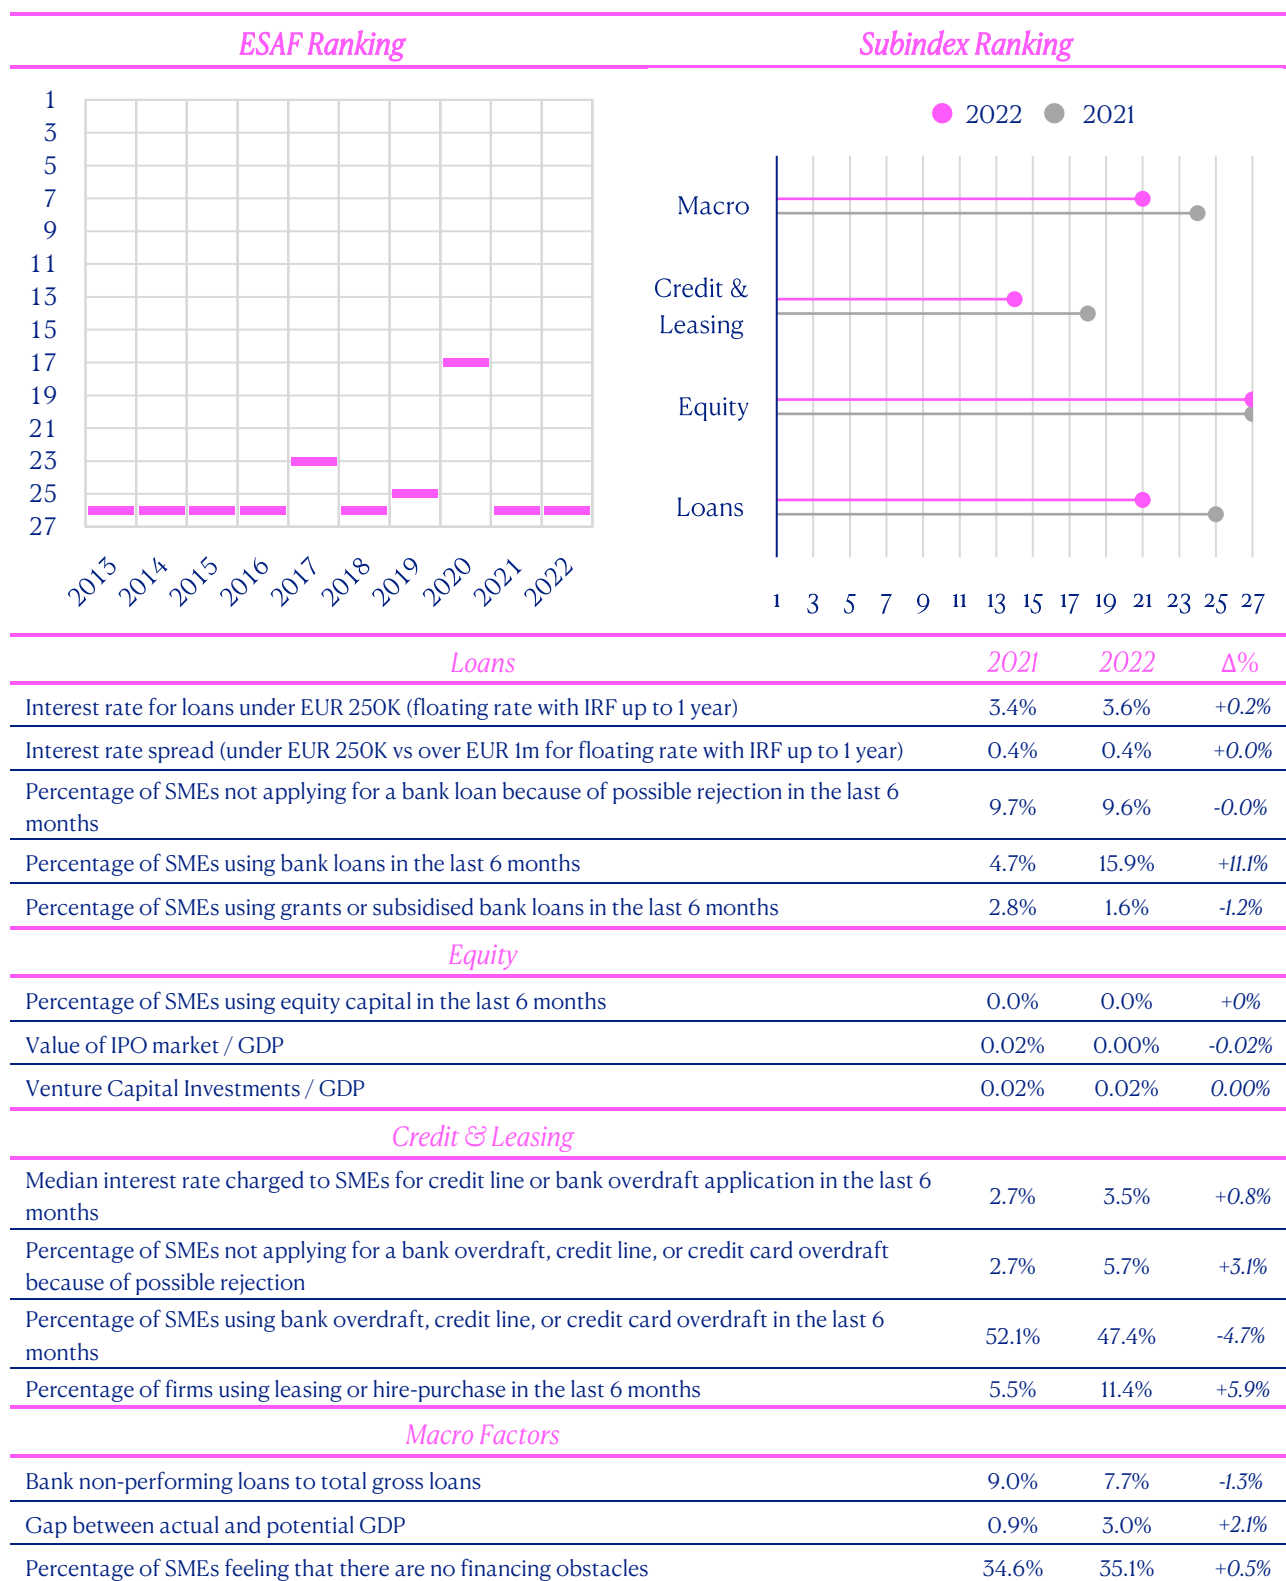 ESAF Ranking
Subindex Ranking
1
3
5
7
9
11
13
15
17
19
21
23
25
27
2013 2014 2015 2016 2017 2018 2019 2020 2021 2022
2022 2021
Macro
Credit &
Leasing
Equity
Loans
1 3 5 7 9 11 13 15 17 19 21 23 25 27
Loans 2021 2022 Δ%
Interest rate for loans under EUR 250K (floating rate with IRF up to 1 year) 3.4% 3.6% +0.2%
Interest rate spread (under EUR 250K vs over EUR 1m for floating rate with IRF up to 1 year) 0.4% 0.4% +0.0%
Percentage of SMEs not applying for a bank loan because of possible rejection in the last 6
months 9.7% 9.6% -0.0%
Percentage of SMEs using bank loans in the last 6 months 4.7% 15.9% +11.1%
Percentage of SMEs using grants or subsidised bank loans in the last 6 months 2.8% 1.6% -1.2%
Equity
Percentage of SMEs using equity capital in the last 6 months 0.0% 0.0% +0%
Value of IPO market / GDP 0.02% 0.00% -0.02%
Venture Capital Investments / GDP 0.02% 0.02% 0.00%
Credit & Leasing
Median interest rate charged to SMEs for credit line or bank overdraft application in the last 6
months 2.7% 3.5% +0.8%
Percentage of SMEs not applying for a bank overdraft, credit line, or credit card overdraft
because of possible rejection 2.7% 5.7% +3.1%
Percentage of SMEs using bank overdraft, credit line, or credit card overdraft in the last 6
months 52.1% 47.4% -4.7%
Percentage of firms using leasing or hire-purchase in the last 6 months 5.5% 11.4% +5.9%
Macro Factors
Bank non-performing loans to total gross loans 9.0% 7.7% -1.3%
Gap between actual and potential GDP 0.9% 3.0% +2.1%
Percentage of SMEs feeling that there are no financing obstacles 34.6% 35.1% +0.5%